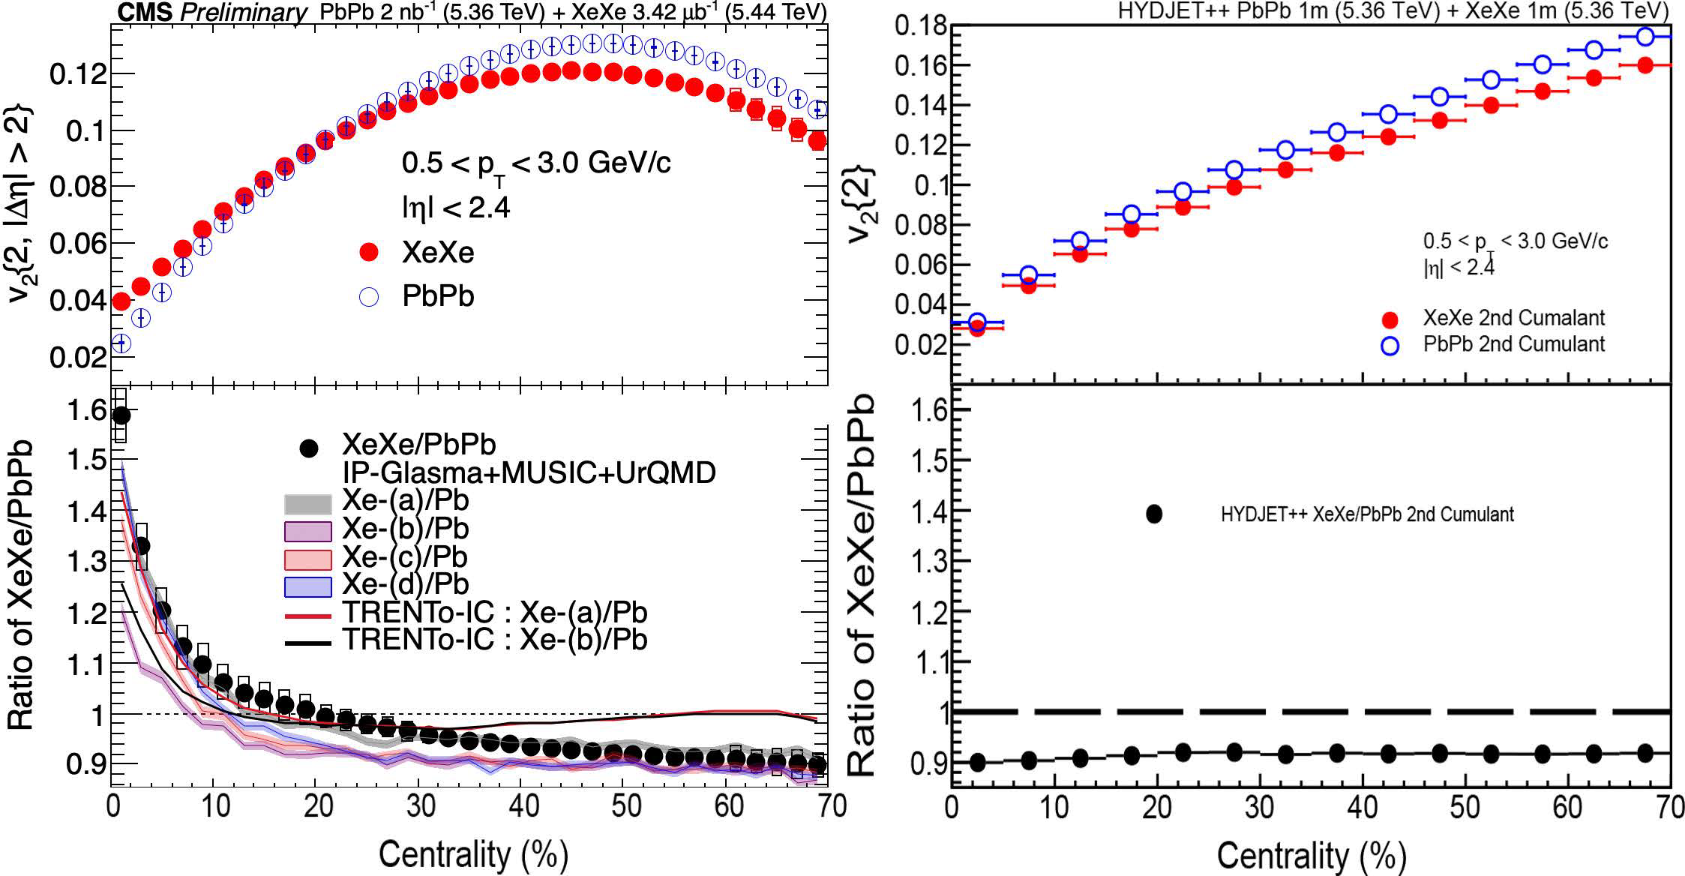 CMS Preliminary PbPb 2 nb-1 (5.36 TeV) + XeXe 3.42 μb-1 (5.44 TeV)
v2{2, |Δη| > 2}
0.12
0.1
0.08
0.06
0.04
0.02
0.5 < pT < 3.0 GeV/c
|η| < 2.4
XeXe
PbPb
Ratio of XeXe/PbPb
1.6
1.5
1.4
1.3
1.2
1.1
1
0.9
XeXe/PbPb
IP-Glasma+MUSIC+UrQMD
Xe-(a)/Pb
Xe-(b)/Pb
Xe-(c)/Pb
Xe-(d)/Pb
TRENTo-IC : Xe-(a)/Pb
TRENTo-IC : Xe-(b)/Pb
0 10 20 30 40 50 60 70
Centrality (%)
HYDJET++ PbPb 1m (5.36 TeV) + XeXe 1m (5.36 TeV)
v2{2}
0.18
0.16
0.14
0.12
0.1
0.08
0.06
0.04
0.02
0.5 < pT < 3.0 GeV/c
|η| < 2.4
XeXe 2nd Cumalant
PbPb 2nd Cumulant
Ratio of XeXe/PbPb
1.6
1.5
1.4
1.3
1.2
1.1
1
0.9
HYDJET++ XeXe/PbPb 2nd Cumulant
0 10 20 30 40 50 60 70
Centrality (%)